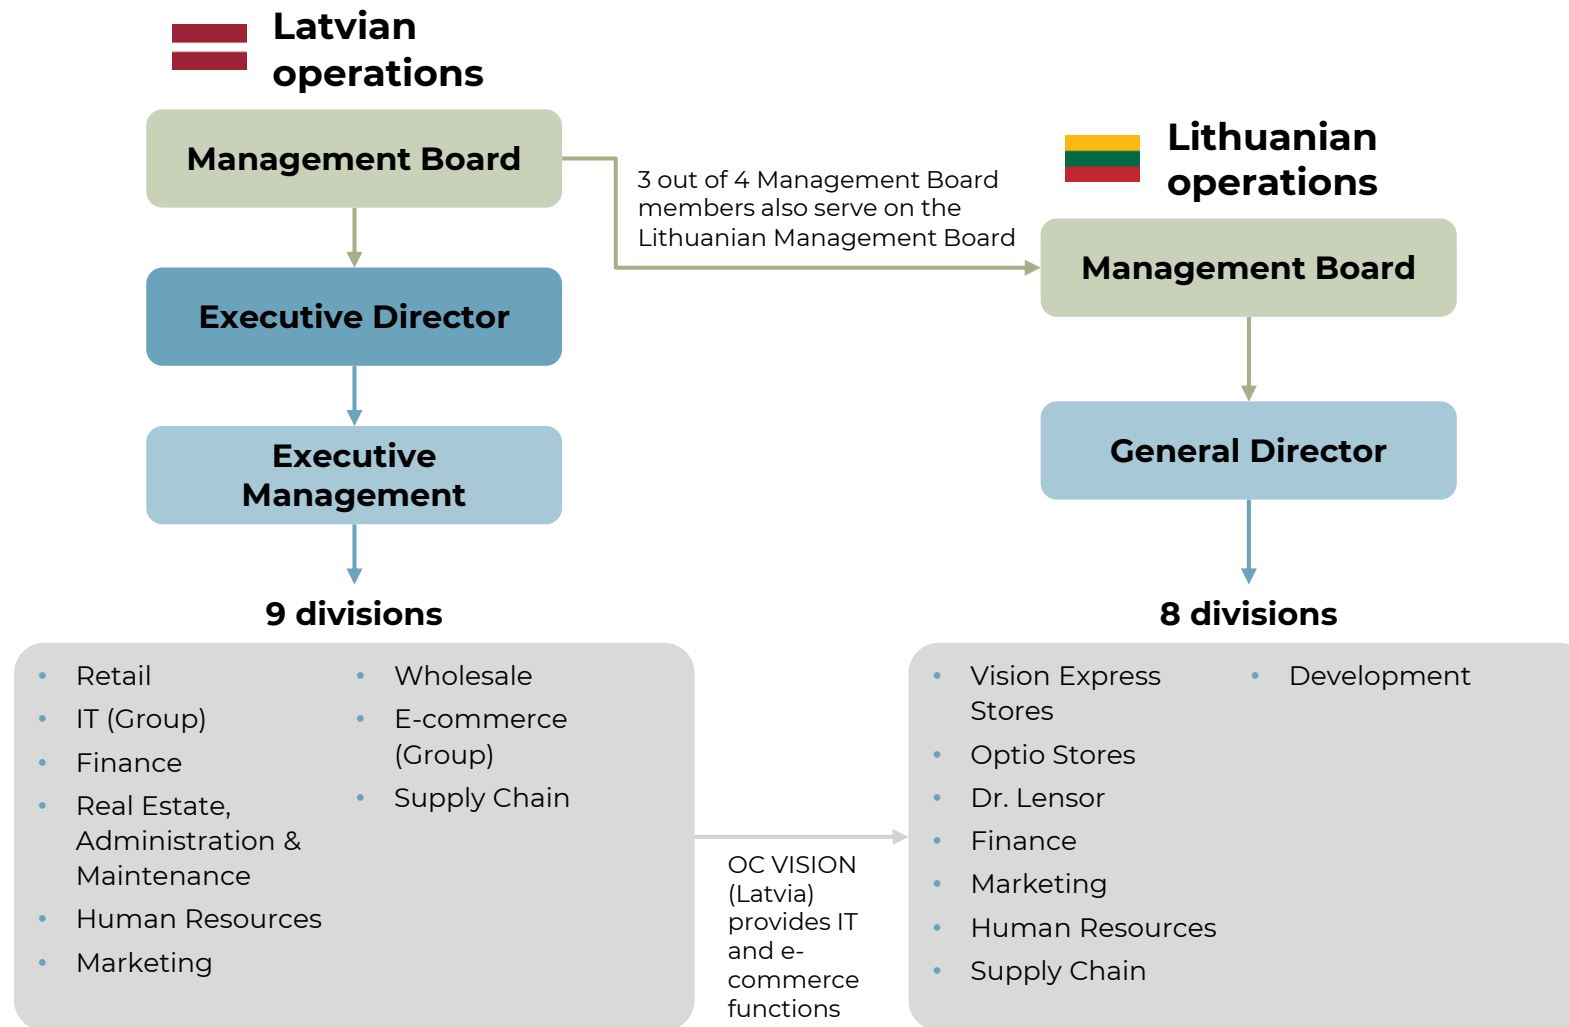 Latvian
operations
Management Board
Executive Director
Executive
Management
9 divisions
Retail
IT (Group)
Finance
Real Estate,
Administration &
Maintenance
Human Resources
Marketing
Wholesale
E-commerce
(Group)
Supply Chain
3 out of 4 Management Board
members also serve on the
Lithuanian Management Board
OC VISION
(Latvia)
provides IT
and e-
commerce
functions
Lithuanian
operations
Management Board
General Director
8 divisions
Vision Express
Stores
Optio Stores
Dr. Lensor
Finance
Marketing
Human Resources
Supply Chain
Development